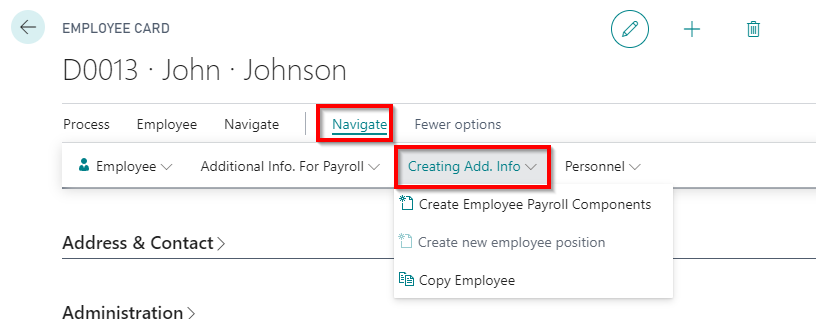 EMPLOYEE CARD
D0013 · John · Johnson
Process Employee Navigate Navigate Fewer options
Employee Additional Info. For Payroll Creating Add. Info Personnel
Create Employee Payroll Components
Create new employee position
Copy Employee
Address & Contact
Administration